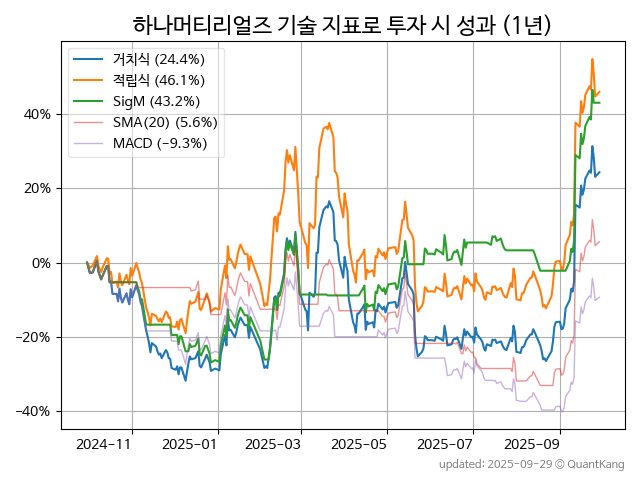 하나머티리얼즈 기술 지표로 투자 시 성과 (1년)
거치식 (24.4%)
적립식 (46.1%)
SigM (43.2%)
SMA(20) (5.6%)
MACD (−9.3%)
40%
20%
0%
−20%
−40%
2024-11 2025-01 2025-03 2025-05 2025-07 2025-09
updated: 2025-09-29 © QuantKang